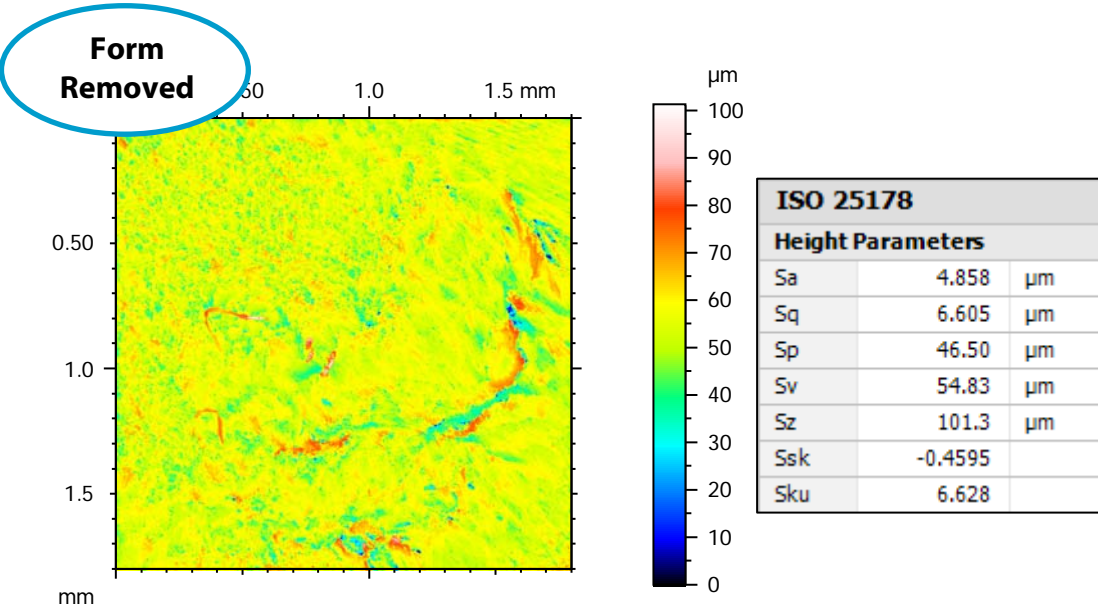 Form
Removed
50 1.0 1.5 mm
0.50
1.0
1.5
mm
µm
100
90
80
70
60
50
40
30
20
10
0
ISO 25178
Height Parameters
Sa 4.858 µm
Sq 6.605 µm
Sp 46.50 µm
Sv 54.83 µm
Sz 101.3 µm
Ssk -0.4595
Sku 6.628